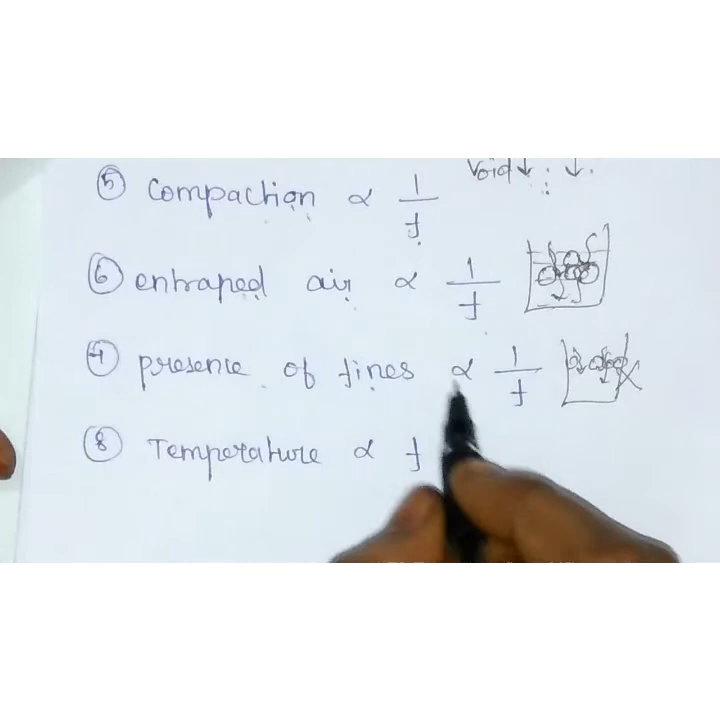 void↓ : ↓.
⑤ Compaction ∝ 1/f
⑥ entraped air ∝ 1/f
⑦ presence of fines ∝ 1/f
⑧ Temperature ∝ f